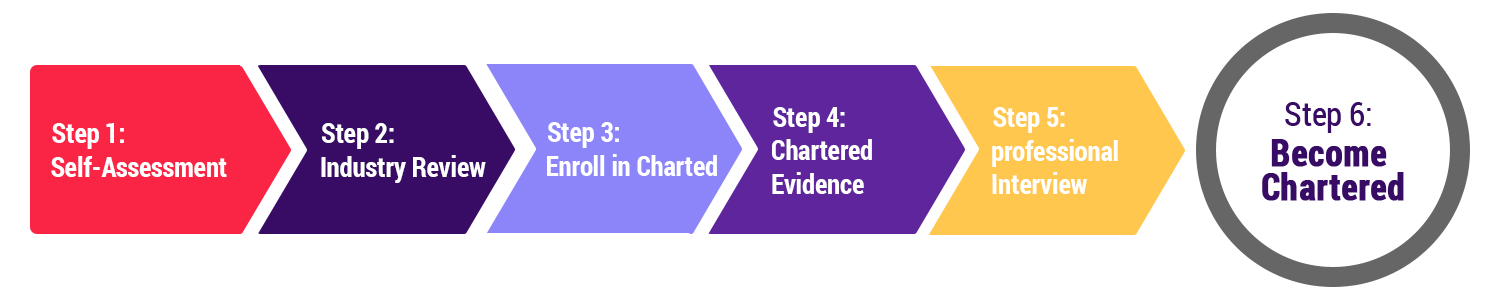 Step 1:
Self-Assessment
Step 2:
Industry Review
Step 3:
Enroll in Charted
Step 4:
Chartered
Evidence
Step 5:
professional
Interview
Step 6:
Become
Chartered